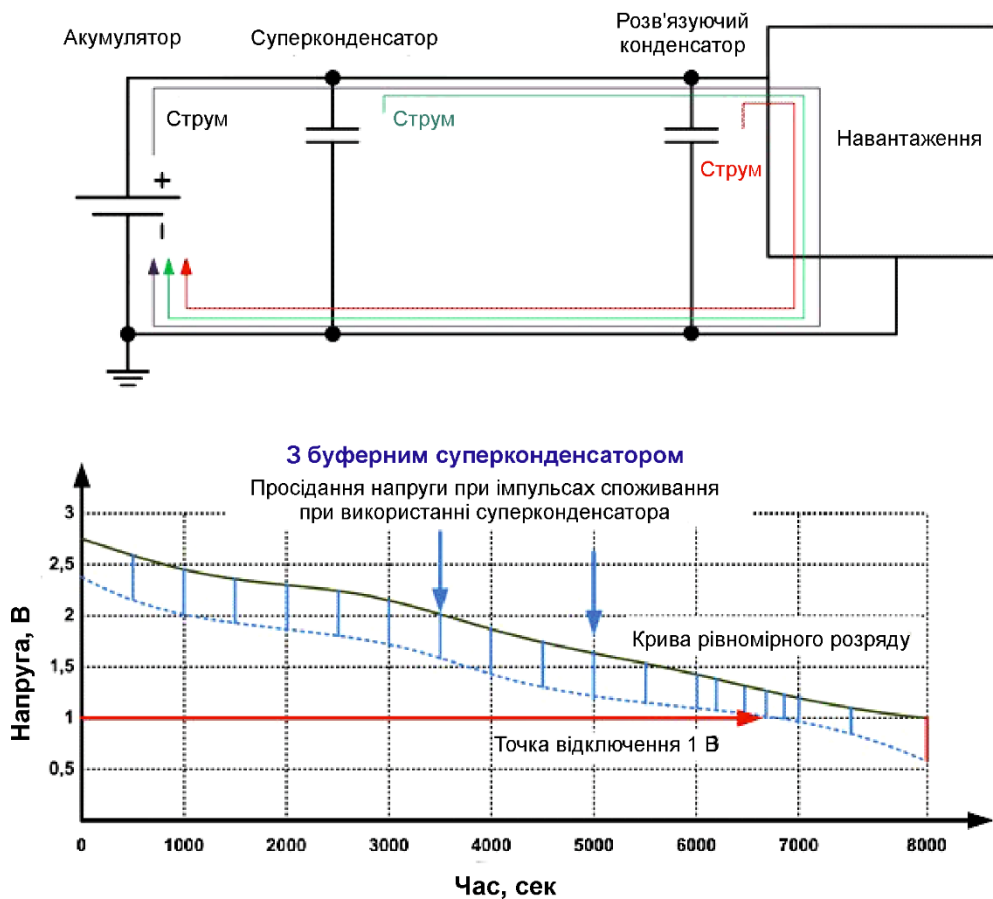 Розв'язуючий
Акумулятор
Суперконденсатор
конденсатор
Струм
Струм
Навантаження
Струм
+
–
З буферним суперконденсатором
Просідання напруги при імпульсах споживання
при використанні суперконденсатора
3
2,5
2
1,5
1
0,5
Напруга, В
Крива рівномірного розряду
Точка відключення 1 В
0
1000
2000
3000
4000
5000
6000
7000
8000
Час, сек